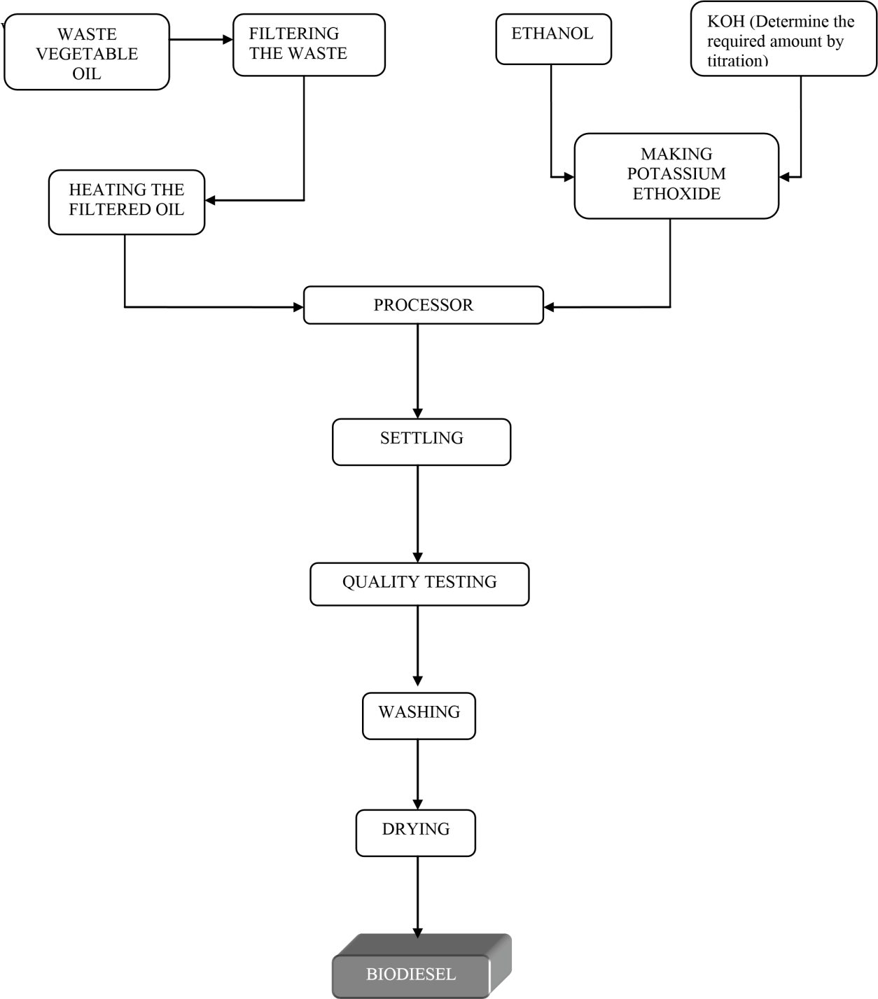 WASTE
VEGETABLE
OIL
FILTERING
THE WASTE
ETHANOL
KOH (Determine the
required amount by
titration)
MAKING
POTASSIUM
ETHOXIDE
HEATING THE
FILTERED OIL
PROCESSOR
SETTLING
QUALITY TESTING
WASHING
DRYING
BIODIESEL